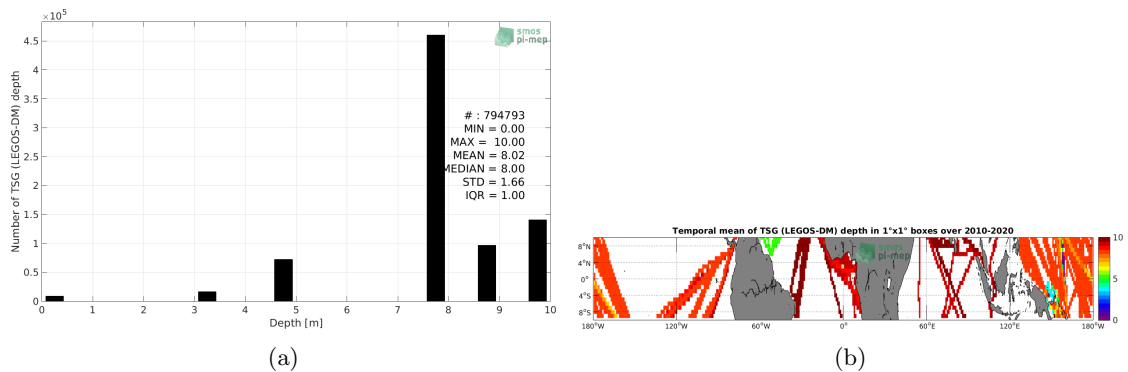 ×10⁵
4.5
4
3.5
3
2.5
2
1.5
1
0.5
0
Number of TSG (LEGOS-DM) depth
smos
pi-mep
# : 794793
MIN = 0.00
MAX = 10.00
MEAN = 8.02
MEDIAN = 8.00
STD = 1.66
IQR = 1.00
0 1 2 3 4 5 6 7 8 9 10
Depth [m]
(a)
Temporal mean of TSG (LEGOS-DM) depth in 1°x1° boxes over 2010-2020
smos
pi-mep
8°N
4°N
0°
4°S
8°S
180°W 120°W 60°W 0° 60°E 120°E 180°W
10
5
0
(b)